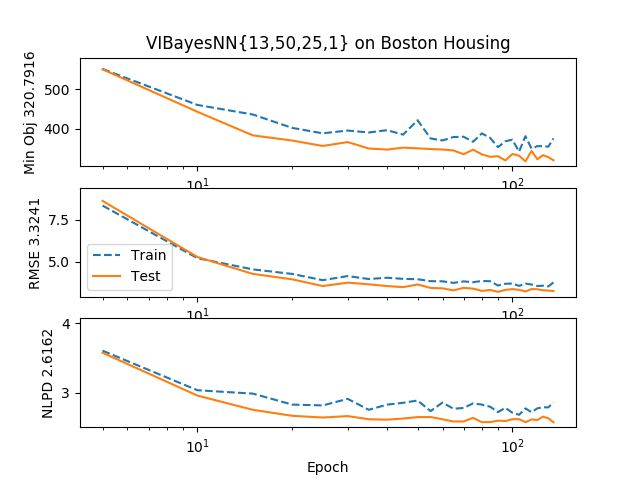 VIBayesNN{13,50,25,1} on Boston Housing
Min Obj 320.7916
500
400
10¹
10²
RMSE 3.3241
7.5
5.0
Train
Test
10¹
10²
NLPD 2.6162
4
3
10¹
10²
Epoch